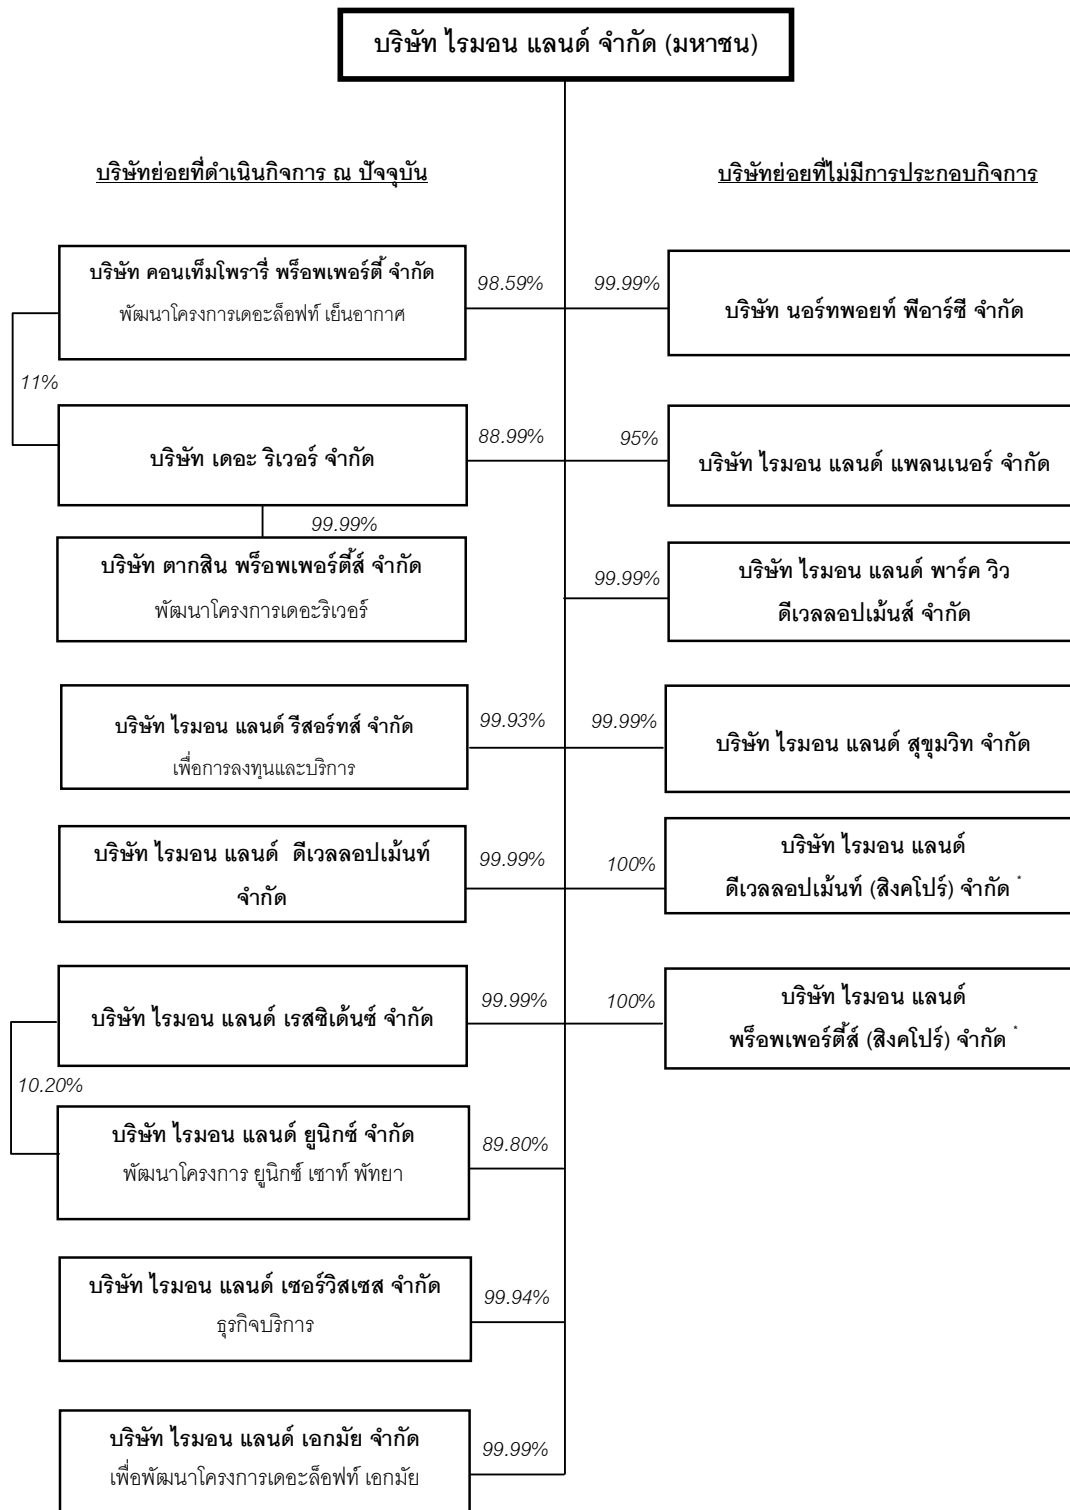 บริษัท ไรมอน แลนด์ จำกัด (มหาชน)
บริษัทย่อยที่ดำเนินกิจการ ณ ปัจจุบัน
บริษัทย่อยที่ไม่มีการประกอบกิจการ
บริษัท คอนเท็มโพรารี่ พร็อพเพอร์ตี้ จำกัด
พัฒนาโครงการเดอะล็อฟท์ เย็นอากาศ
98.59%
99.99%
บริษัท นอร์ทพอยท์ พีอาร์ซี จำกัด
11%
บริษัท เดอะ ริเวอร์ จำกัด
88.99%
95%
บริษัท ไรมอน แลนด์ แพลนเนอร์ จำกัด
99.99%
บริษัท ตากสิน พร็อพเพอร์ตี้ส์ จำกัด
พัฒนาโครงการเดอะริเวอร์
99.99%
บริษัท ไรมอน แลนด์ พาร์ค วิว
ดีเวลลอปเม้นส์ จำกัด
บริษัท ไรมอน แลนด์ รีสอร์ทส์ จำกัด
เพื่อการลงทุนและบริการ
99.93%
99.99%
บริษัท ไรมอน แลนด์ สุขุมวิท จำกัด
บริษัท ไรมอน แลนด์ ดีเวลลอปเม้นท์
จำกัด
99.99%
100%
บริษัท ไรมอน แลนด์
ดีเวลลอปเม้นท์ (สิงคโปร์) จำกัด *
บริษัท ไรมอน แลนด์ เรสซิเด้นซ์ จำกัด
99.99%
100%
บริษัท ไรมอน แลนด์
พร็อพเพอร์ตี้ส์ (สิงคโปร์) จำกัด *
10.20%
บริษัท ไรมอน แลนด์ ยูนิกซ์ จำกัด
พัฒนาโครงการ ยูนิกซ์ เซาท์ พัทยา
89.80%
บริษัท ไรมอน แลนด์ เซอร์วิสเซส จำกัด
ธุรกิจบริการ
99.94%
บริษัท ไรมอน แลนด์ เอกมัย จำกัด
เพื่อพัฒนาโครงการเดอะล็อฟท์ เอกมัย
99.99%